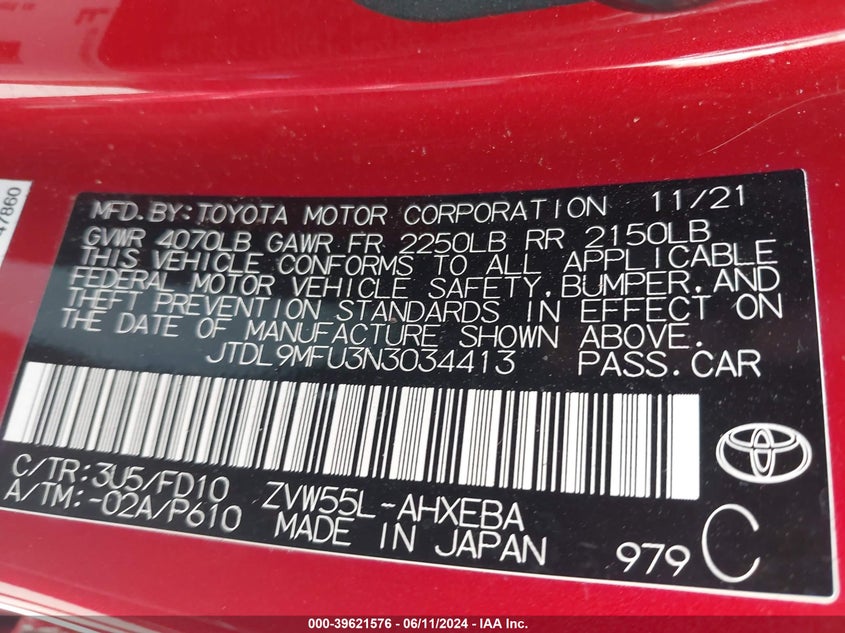 47860
MFD.BY:TOYOTA MOTOR CORPORATION 11/21
GVWR 4070LB GAWR FR 2250LB RR 2150LB
THIS VEHICLE CONFORMS TO ALL APPLICABLE
FEDERAL MOTOR VEHICLE SAFETY,BUMPER,AND
THEFT PREVENTION STANDARDS IN EFFECT ON
THE DATE OF MANUFACTURE SHOWN ABOVE.
JTDL9MFU3N3034413 PASS.CAR
C/TR:3U5/FD10 ZVW55L-AHXEBA
A/TM:-02A/P610 MADE IN JAPAN
979 C
000-39621576 - 06/11/2024 - IAA Inc.